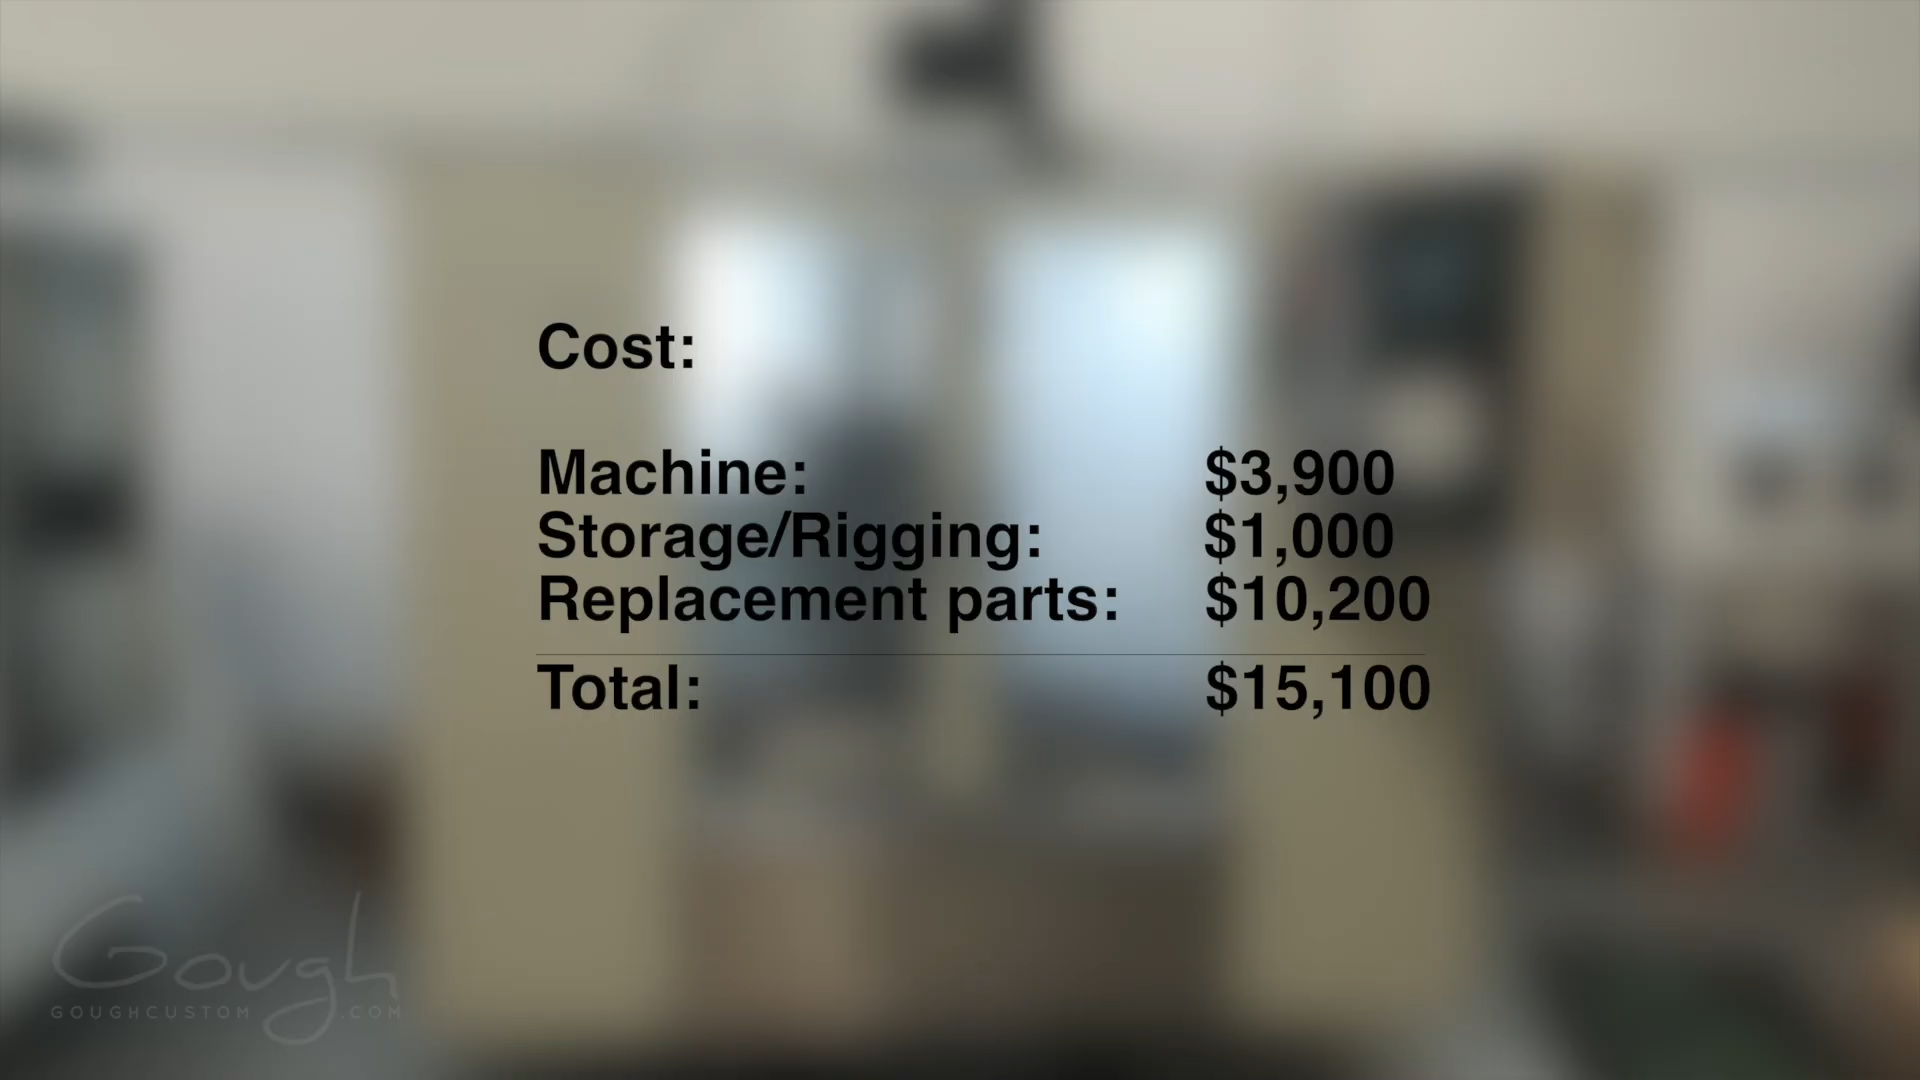 Cost:
Machine: $3,900
Storage/Rigging: $1,000
Replacement parts: $10,200
Total: $15,100
Gough
GOUGHCUSTOM.COM